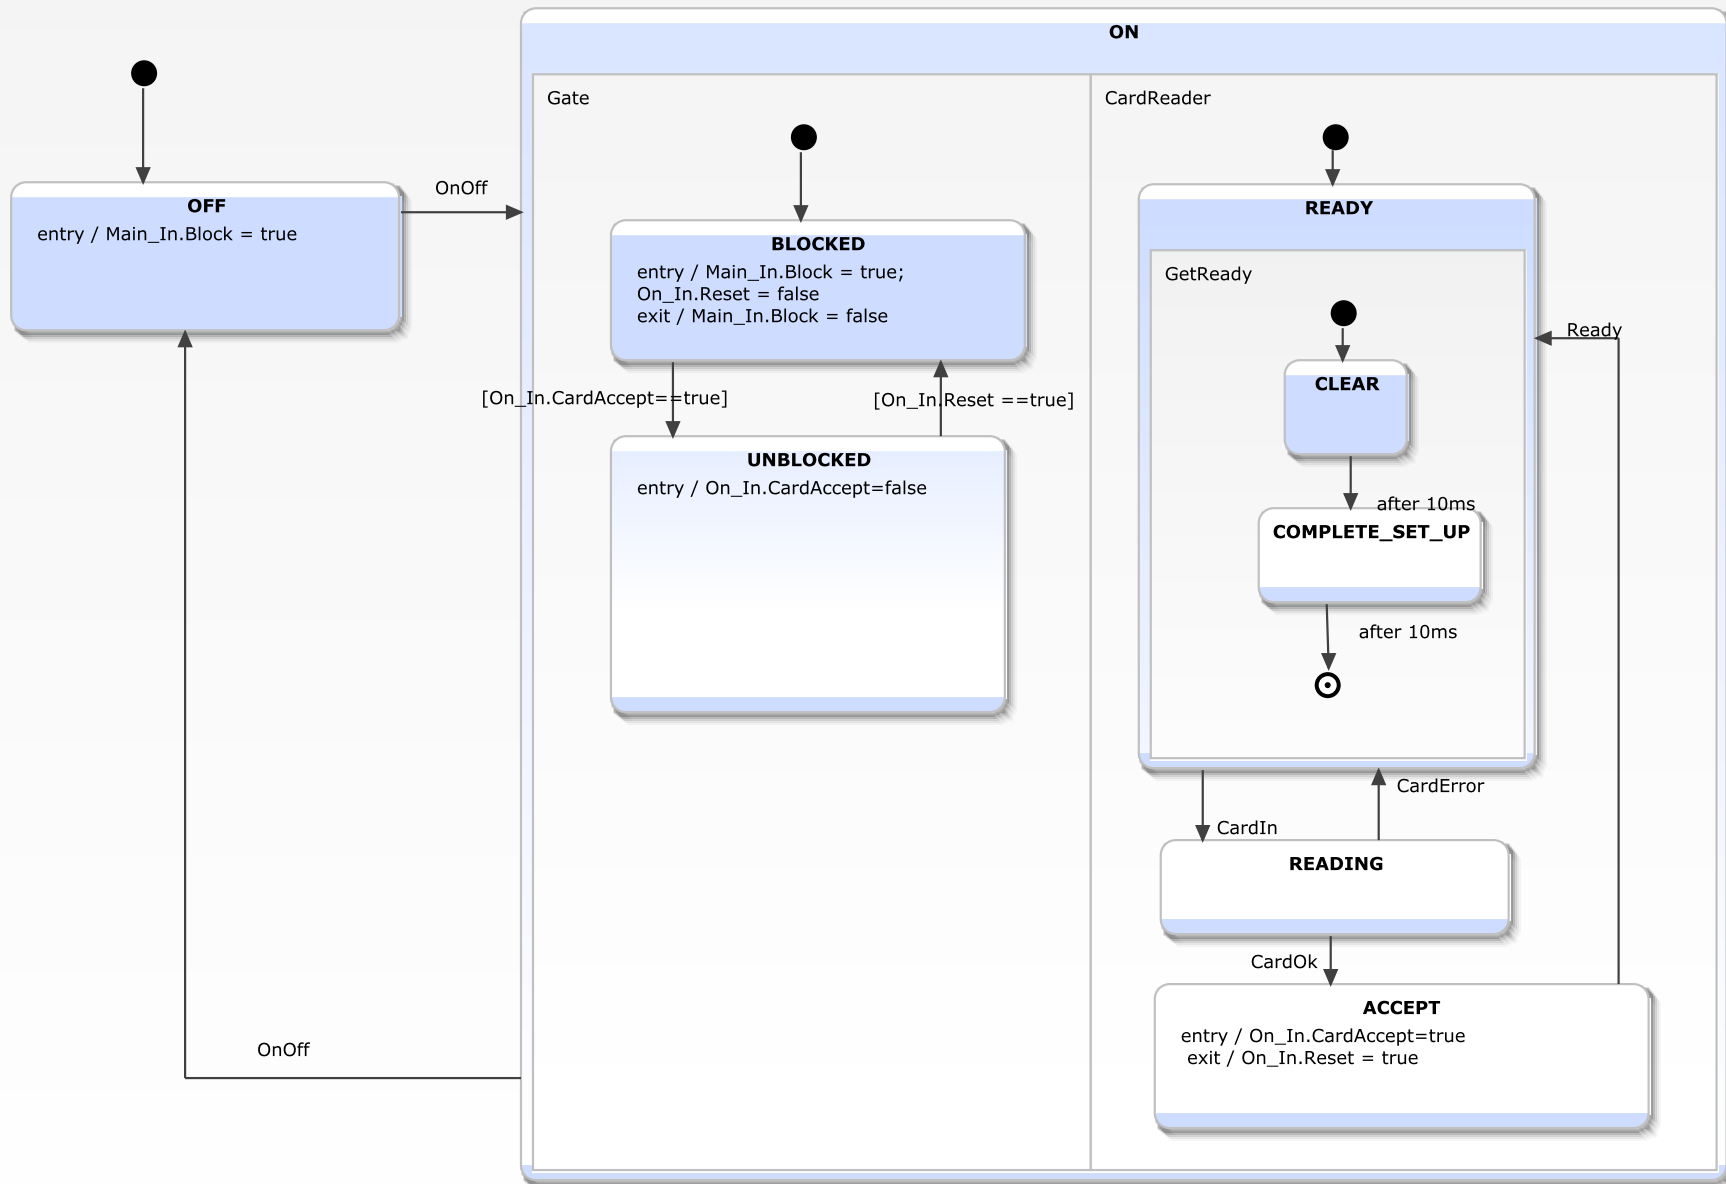 ON
Gate
CardReader
OnOff
OFF
entry / Main_In.Block = true
BLOCKED
entry / Main_In.Block = true;
On_In.Reset = false
exit / Main_In.Block = false
[On_In.CardAccept==true]
[On_In.Reset ==true]
UNBLOCKED
entry / On_In.CardAccept=false
READY
GetReady
Ready
CLEAR
after 10ms
COMPLETE_SET_UP
after 10ms
CardError
CardIn
READING
CardOk
ACCEPT
entry / On_In.CardAccept=true
exit / On_In.Reset = true
OnOff